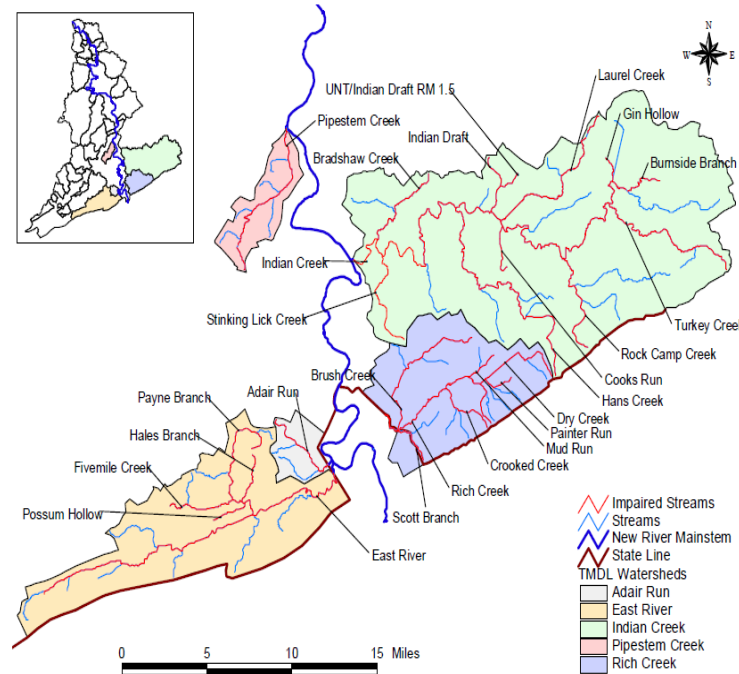 N
W
E
S
Laurel Creek
UNT/Indian Draft RM 1.5
Gin Hollow
Pipestem Creek
Indian Draft
Bradshaw Creek
Burnside Branch
Indian Creek
Stinking Lick Creek
Turkey Creek
Rock Camp Creek
Brush Creek
Cooks Run
Adair Run
Hans Creek
Payne Branch
Dry Creek
Hales Branch
Painter Run
Mud Run
Fivemile Creek
Crooked Creek
Rich Creek
Possum Hollow
Scott Branch
East River
Impaired Streams
Streams
New River Mainstem
State Line
TMDL Watersheds
Adair Run
East River
Indian Creek
Pipestem Creek
Rich Creek
0 5 10 15 Miles